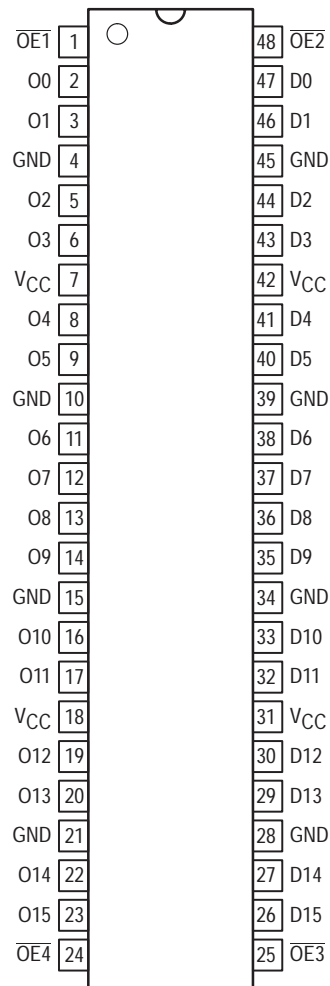 OE1 1 48 OE2
O0 2 47 D0
O1 3 46 D1
GND 4 45 GND
O2 5 44 D2
O3 6 43 D3
VCC 7 42 VCC
O4 8 41 D4
O5 9 40 D5
GND 10 39 GND
O6 11 38 D6
O7 12 37 D7
O8 13 36 D8
O9 14 35 D9
GND 15 34 GND
O10 16 33 D10
O11 17 32 D11
VCC 18 31 VCC
O12 19 30 D12
O13 20 29 D13
GND 21 28 GND
O14 22 27 D14
O15 23 26 D15
OE4 24 25 OE3